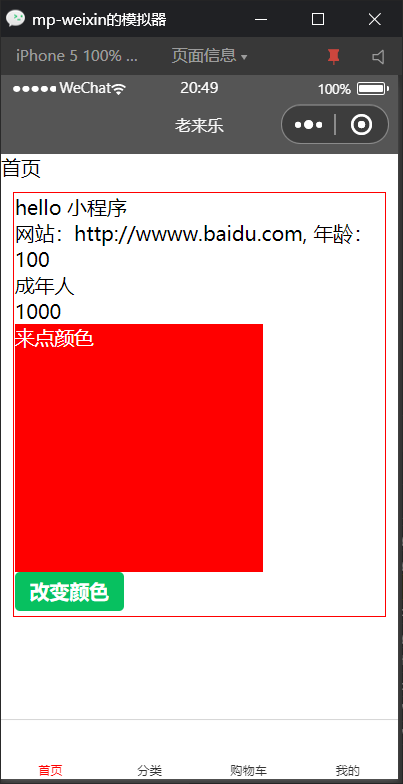 mp-weixin的模拟器
iPhone 5 100% ... 页面信息
WeChat 20:49 100%
老来乐
首页
hello 小程序
网站：http://wwww.baidu.com, 年龄：
100
成年人
1000
来点颜色
改变颜色
首页 分类 购物车 我的